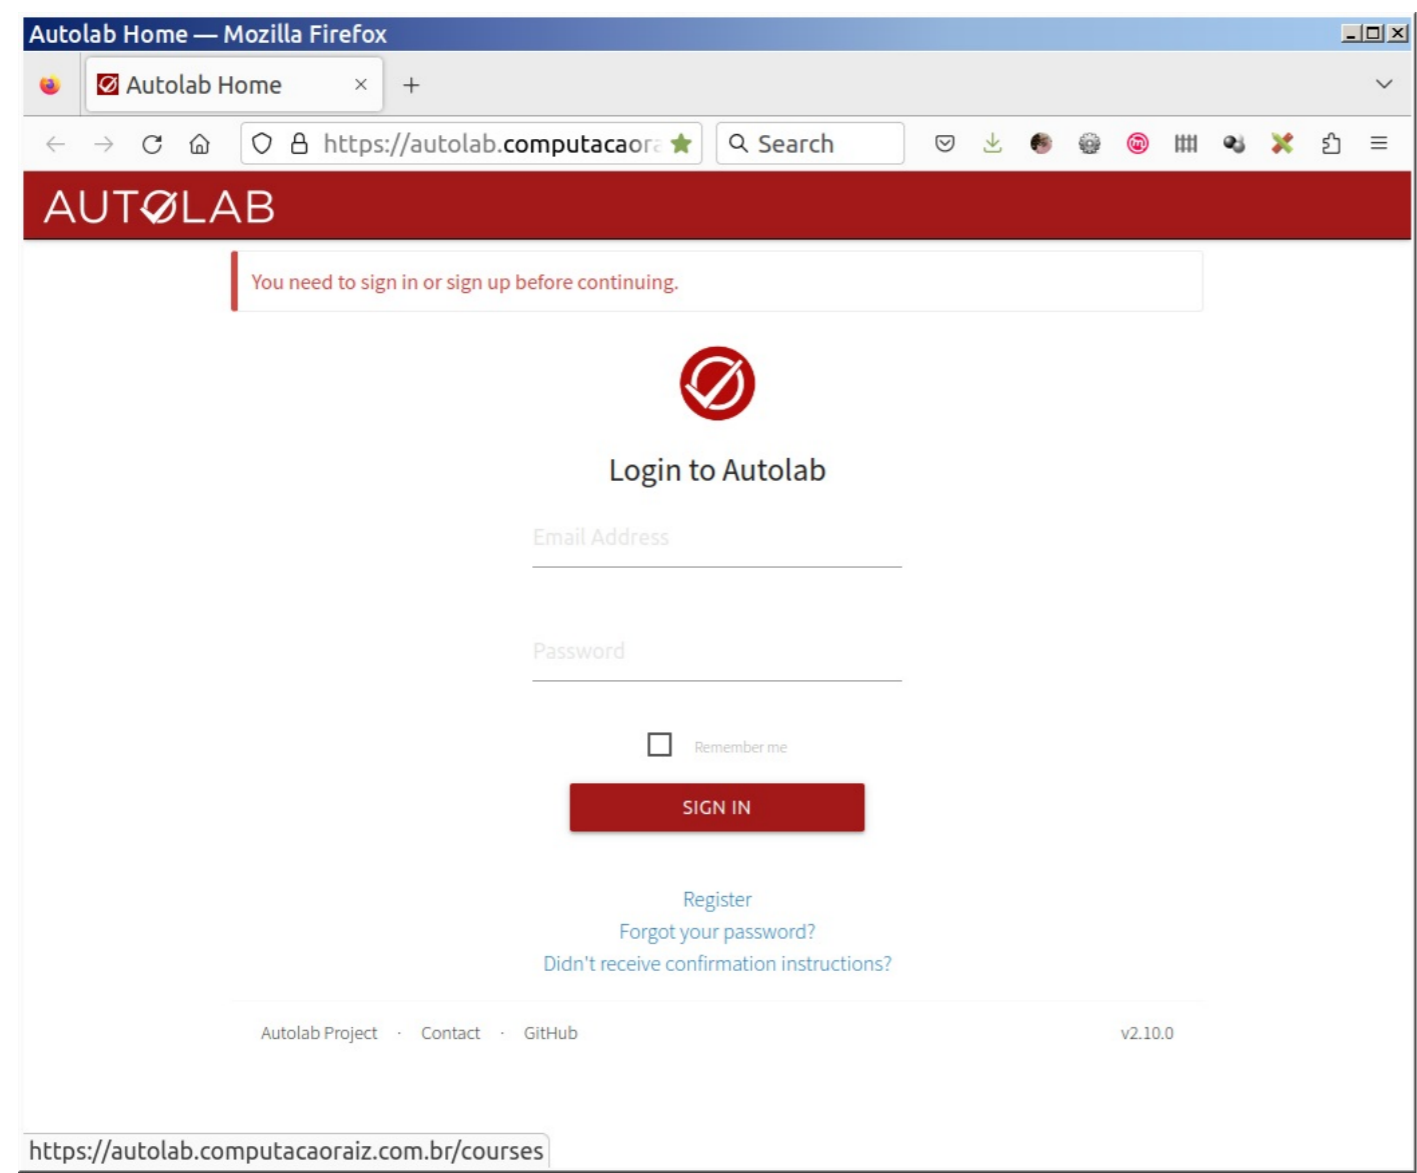 Autolab Home — Mozilla Firefox
Autolab Home
https://autolab.computacaora
Search
AUTOLAB
You need to sign in or sign up before continuing.
Login to Autolab
Email Address
Password
Remember me
SIGN IN
Register
Forgot your password?
Didn't receive confirmation instructions?
Autolab Project · Contact · GitHub v2.10.0
https://autolab.computacaoraiz.com.br/courses